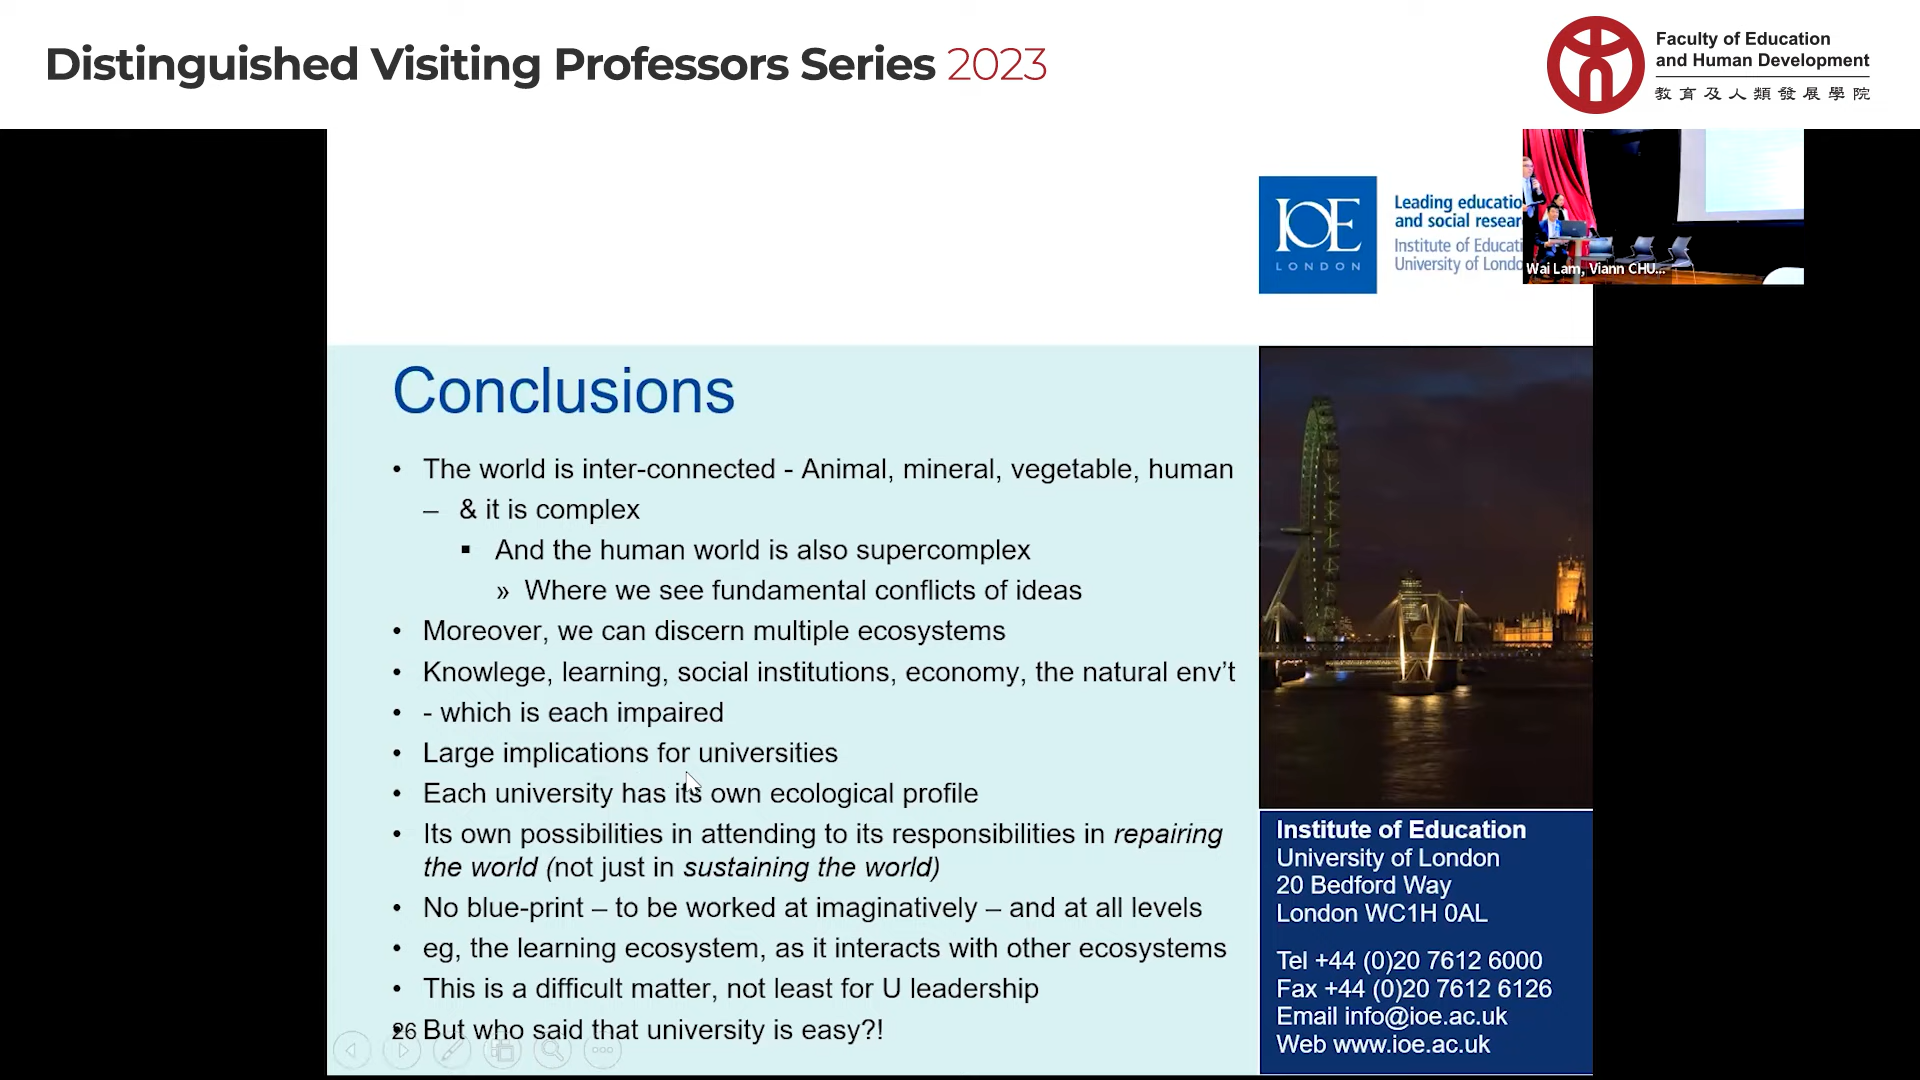 Distinguished Visiting Professors Series 2023
Faculty of Education
and Human Development
教育及人類發展學院
IOE
LONDON
Leading educatio
and social resear
Institute of Educati
University of Londo
Wai Lam, Viann CHU...
Conclusions
• The world is inter-connected - Animal, mineral, vegetable, human
– & it is complex
▪ And the human world is also supercomplex
» Where we see fundamental conflicts of ideas
• Moreover, we can discern multiple ecosystems
• Knowlege, learning, social institutions, economy, the natural env’t
• - which is each impaired
• Large implications for universities
• Each university has its own ecological profile
• Its own possibilities in attending to its responsibilities in repairing
the world (not just in sustaining the world)
• No blue-print – to be worked at imaginatively – and at all levels
• eg, the learning ecosystem, as it interacts with other ecosystems
• This is a difficult matter, not least for U leadership
• But who said that university is easy?!
26
Institute of Education
University of London
20 Bedford Way
London WC1H 0AL
Tel +44 (0)20 7612 6000
Fax +44 (0)20 7612 6126
Email info@ioe.ac.uk
Web www.ioe.ac.uk